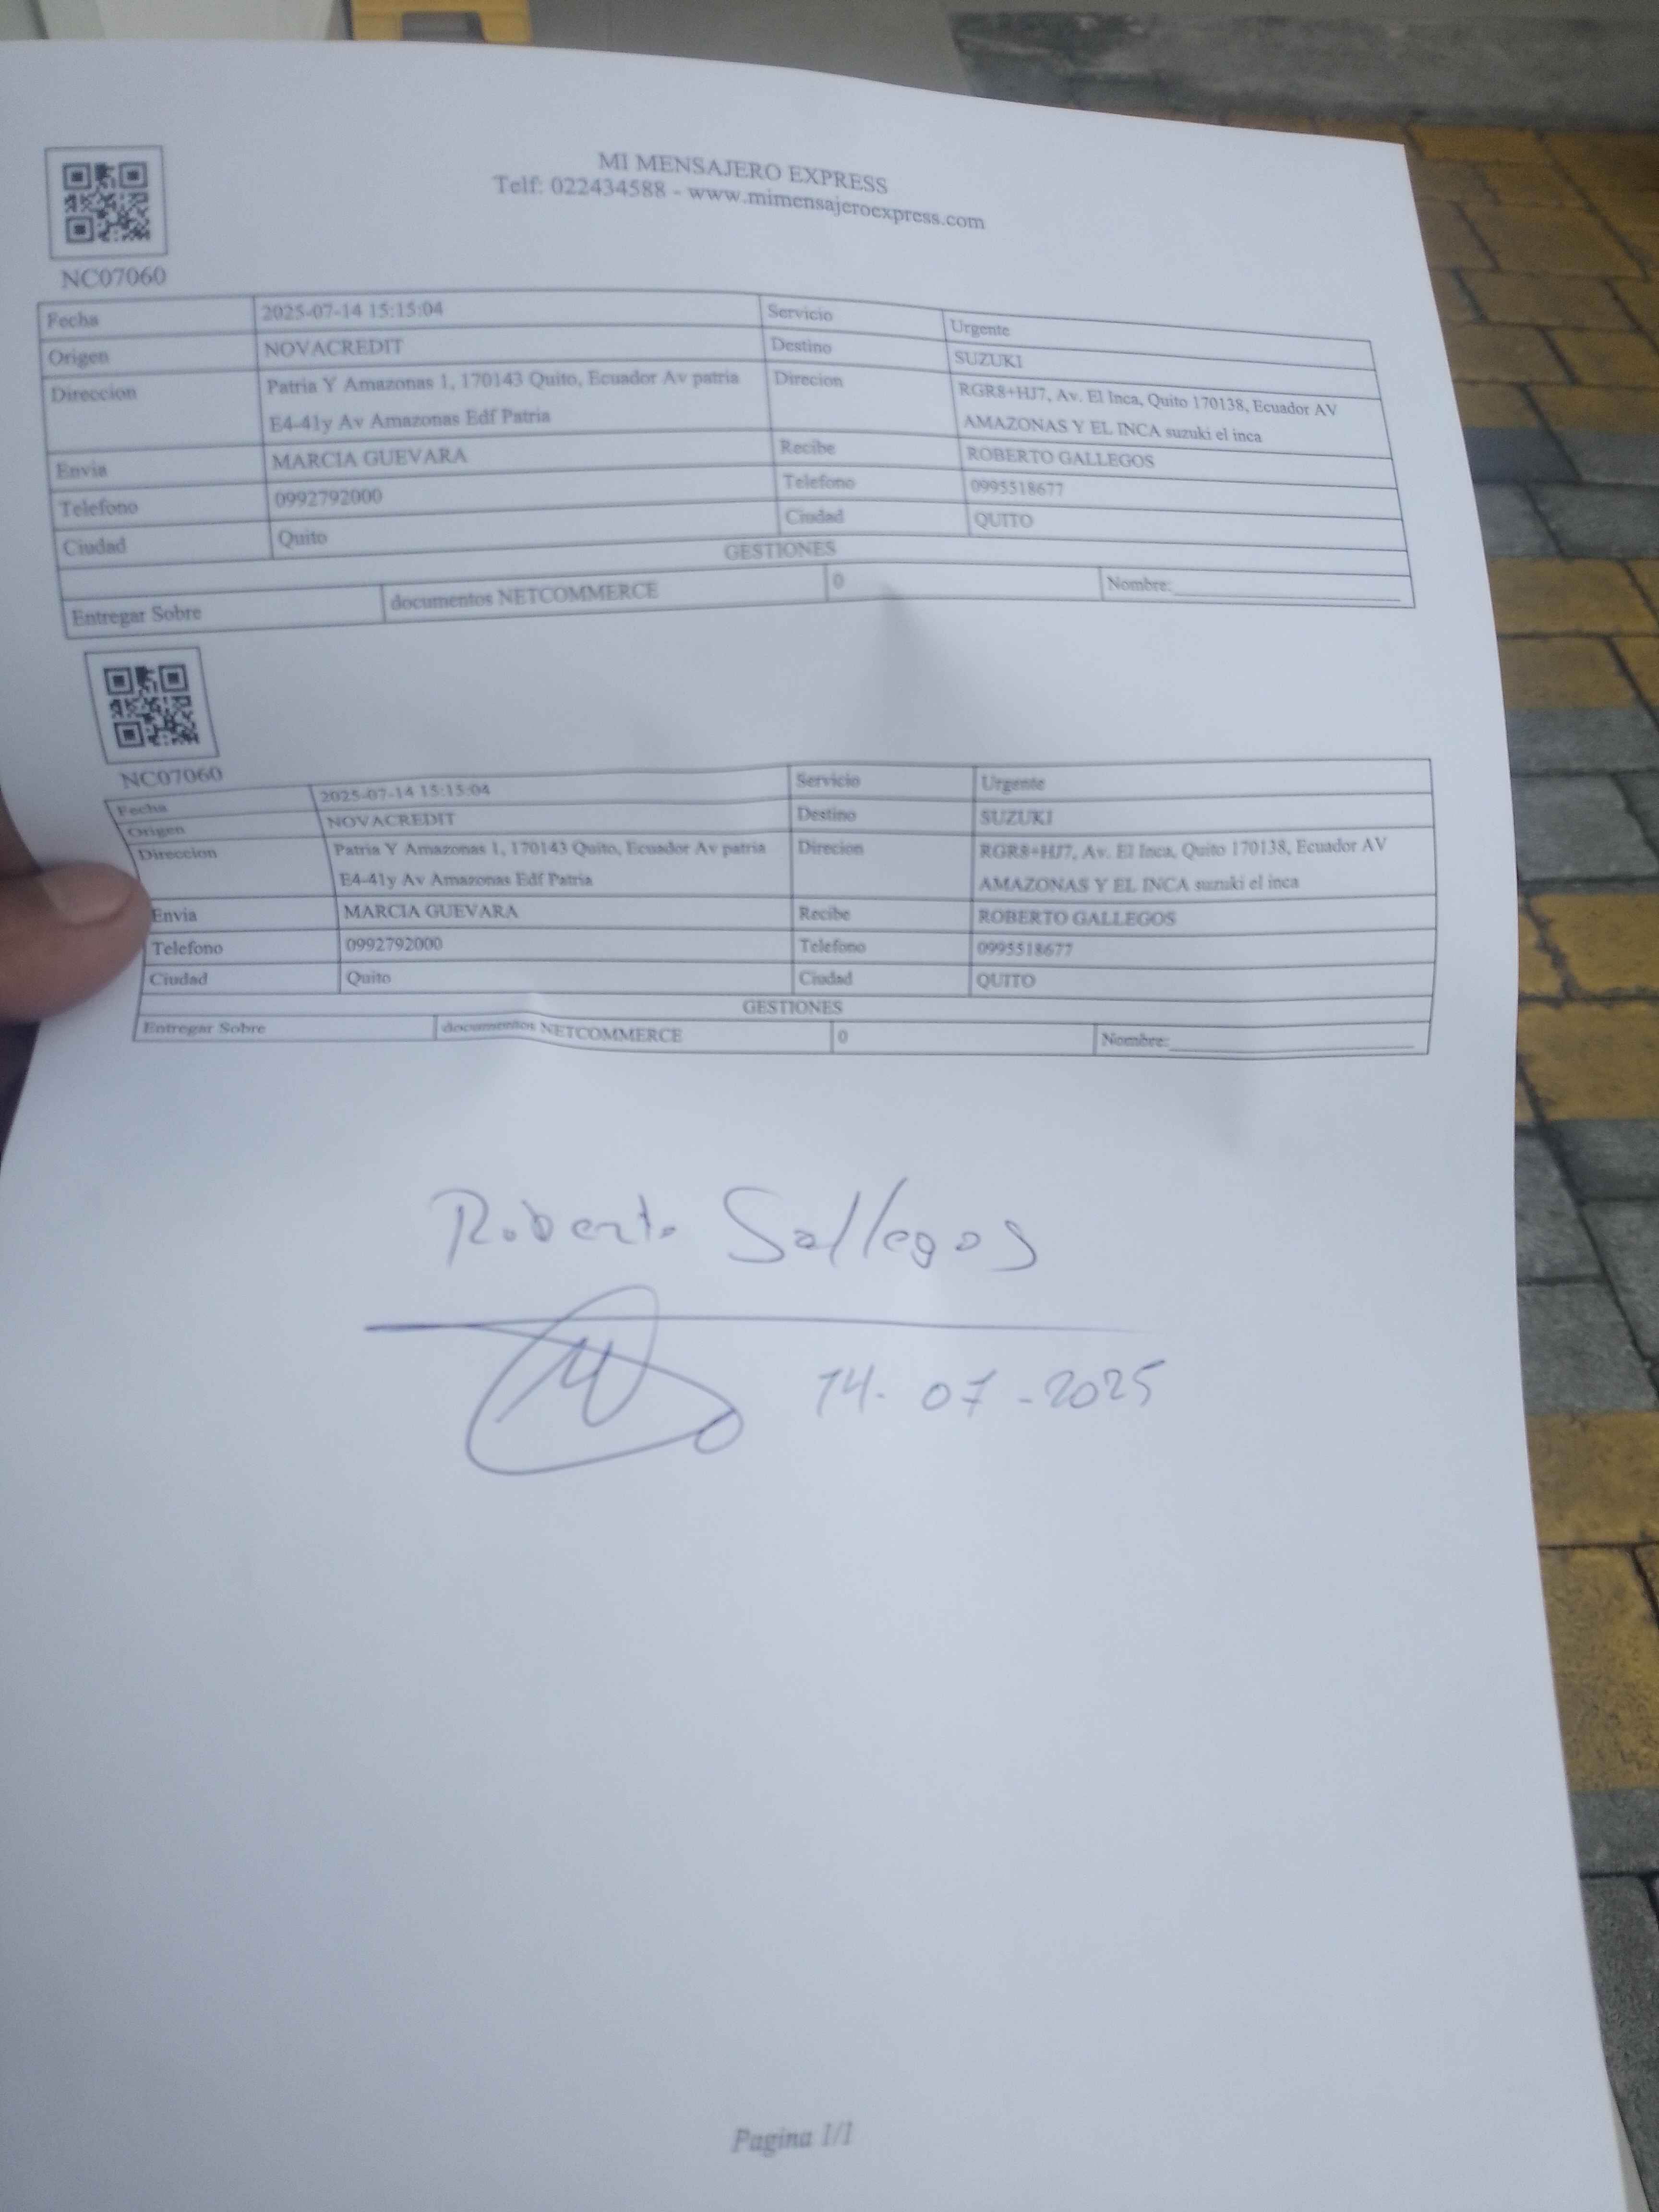 MI MENSAJERO EXPRESS
Telf: 022434588 - www.mimensajeroexpress.com
NC07060
Fecha 2025-07-14 15:15:04 Servicio Urgente
Origen NOVACREDIT Destino SUZUKI
Direccion Patria Y Amazonas 1, 170143 Quito, Ecuador Av patria Direcion RGR8+HJ7, Av. El Inca, Quito 170138, Ecuador AV
E4-41y Av Amazonas Edf Patria AMAZONAS Y EL INCA suzuki el inca
Envia MARCIA GUEVARA Recibe ROBERTO GALLEGOS
Telefono 0992792000 Telefono 0995518677
Ciudad Quito Ciudad QUITO
GESTIONES
Entregar Sobre documentos NETCOMMERCE 0 Nombre:
NC07060
Fecha 2025-07-14 15:15:04 Servicio Urgente
Origen NOVACREDIT Destino SUZUKI
Direccion Patria Y Amazonas 1, 170143 Quito, Ecuador Av patria Direcion RGR8+HJ7, Av. El Inca, Quito 170138, Ecuador AV
E4-41y Av Amazonas Edf Patria AMAZONAS Y EL INCA suzuki el inca
Envia MARCIA GUEVARA Recibe ROBERTO GALLEGOS
Telefono 0992792000 Telefono 0995518677
Ciudad Quito Ciudad QUITO
GESTIONES
Entregar Sobre documentos NETCOMMERCE 0 Nombre:
Roberto Gallegos
14-07-2025
Pagina 1/1